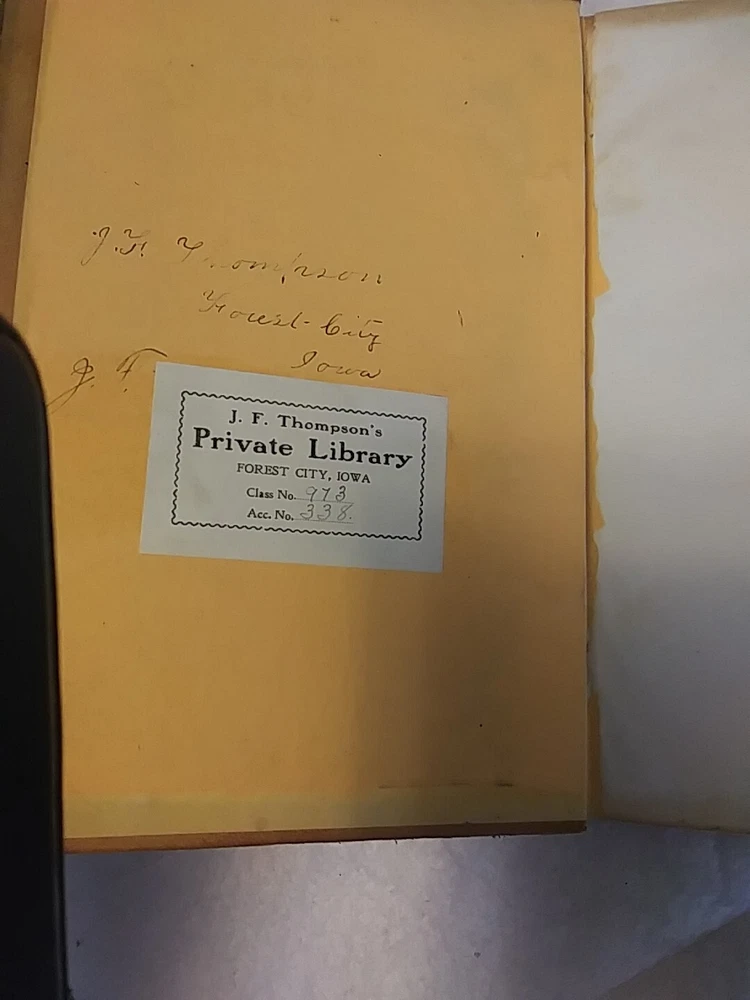 J. F. Thompson
Forest-City
Iowa
J. F.
J. F. Thompson's
Private Library
FOREST CITY, IOWA
Class No. 973
Acc. No. 338.